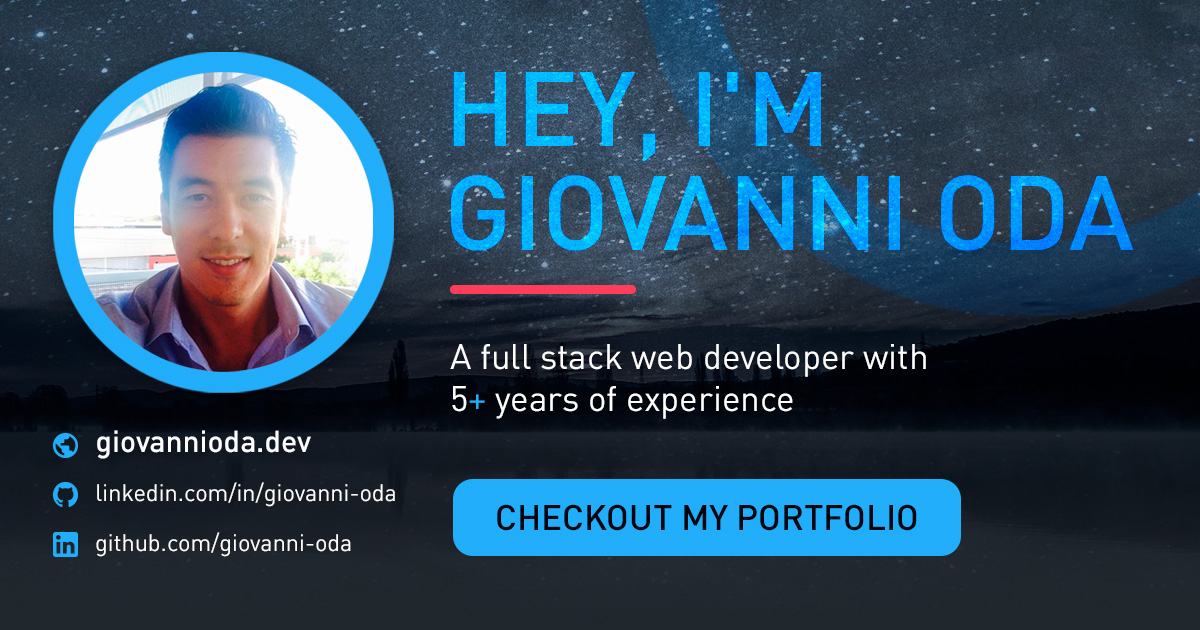 HEY, I'M
GIOVANNI ODA
A full stack web developer with
5+ years of experience
giovannioda.dev
linkedin.com/in/giovanni-oda
github.com/giovanni-oda
CHECKOUT MY PORTFOLIO